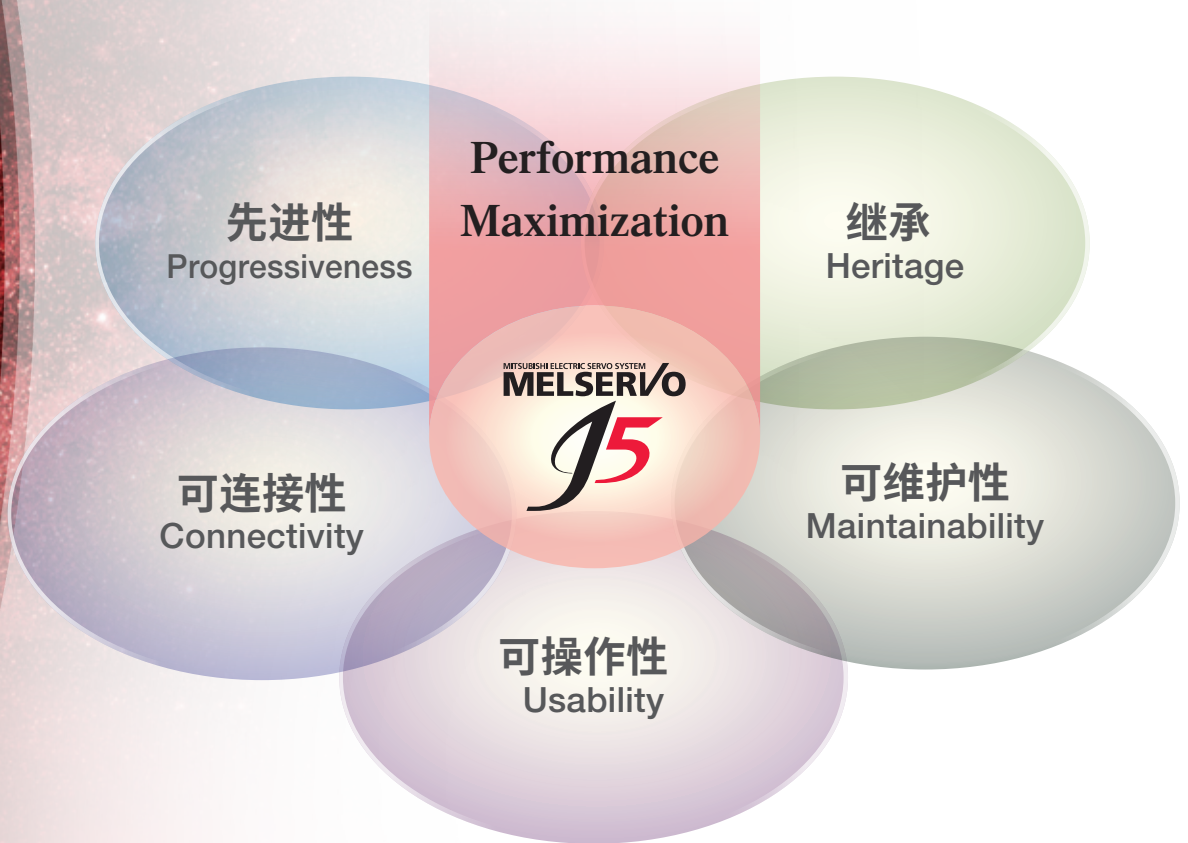 Performance
Maximization
先进性
Progressiveness
继承
Heritage
MITSUBISHI ELECTRIC SERVO SYSTEM
MELSERVO
J5
可连接性
Connectivity
可维护性
Maintainability
可操作性
Usability